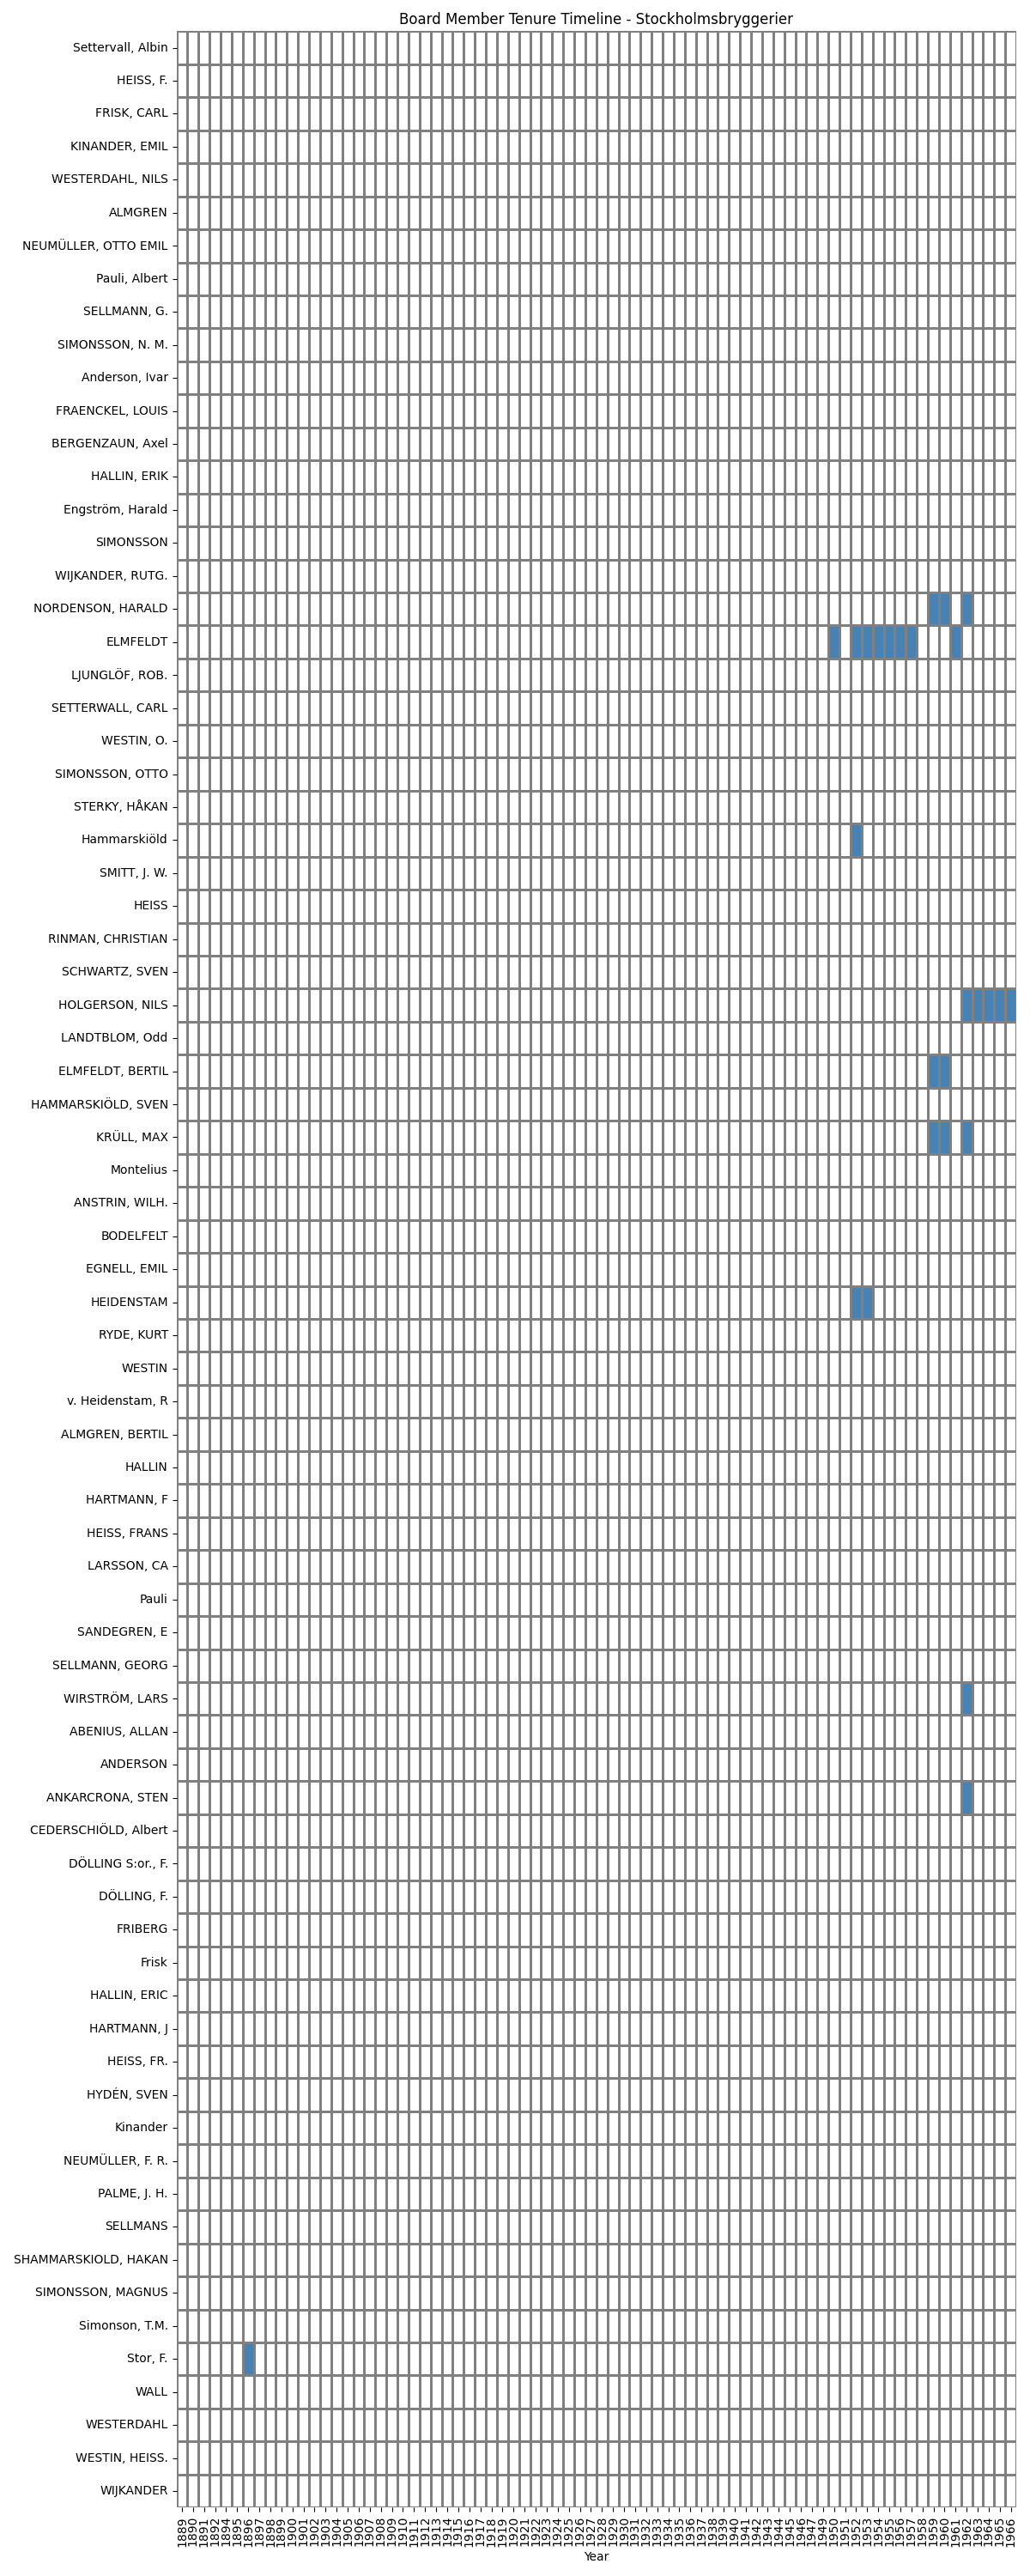 Board Member Tenure Timeline - Stockholmsbryggerier
Settervall, Albin
HEISS, F.
FRISK, CARL
KINANDER, EMIL
WESTERDAHL, NILS
ALMGREN
NEUMÜLLER, OTTO EMIL
Pauli, Albert
SELLMANN, G.
SIMONSSON, N. M.
Anderson, Ivar
FRAENCKEL, LOUIS
BERGENZAUN, Axel
HALLIN, ERIK
Engström, Harald
SIMONSSON
WIJKANDER, RUTG.
NORDENSON, HARALD
ELMFELDT
LJUNGLÖF, ROB.
SETTERWALL, CARL
WESTIN, O.
SIMONSSON, OTTO
STERKY, HÅKAN
Hammarskiöld
SMITT, J. W.
HEISS
RINMAN, CHRISTIAN
SCHWARTZ, SVEN
HOLGERSON, NILS
LANDTBLOM, Odd
ELMFELDT, BERTIL
HAMMARSKIÖLD, SVEN
KRÜLL, MAX
Montelius
ANSTRIN, WILH.
BODELFELT
EGNELL, EMIL
HEIDENSTAM
RYDE, KURT
WESTIN
v. Heidenstam, R
ALMGREN, BERTIL
HALLIN
HARTMANN, F
HEISS, FRANS
LARSSON, CA
Pauli
SANDEGREN, E
SELLMANN, GEORG
WIRSTRÖM, LARS
ABENIUS, ALLAN
ANDERSON
ANKARCRONA, STEN
CEDERSCHIÖLD, Albert
DÖLLING S:or., F.
DÖLLING, F.
FRIBERG
Frisk
HALLIN, ERIC
HARTMANN, J
HEISS, FR.
HYDÉN, SVEN
Kinander
NEUMÜLLER, F. R.
PALME, J. H.
SELLMANS
SHAMMARSKIOLD, HAKAN
SIMONSSON, MAGNUS
Simonson, T.M.
Stor, F.
WALL
WESTERDAHL
WESTIN, HEISS.
WIJKANDER
1889 1890 1891 1892 1894 1895 1896 1897 1898 1899 1900 1901 1902 1903 1904 1905 1906 1907 1908 1909 1910 1911 1912 1913 1914 1915 1916 1917 1918 1919 1920 1921 1922 1923 1924 1925 1926 1927 1928 1929 1930 1931 1932 1933 1934 1935 1936 1937 1938 1939 1940 1941 1942 1943 1944 1945 1946 1947 1949 1950 1951 1952 1953 1954 1955 1956 1957 1958 1959 1960 1961 1962 1963 1964 1965 1966
Year